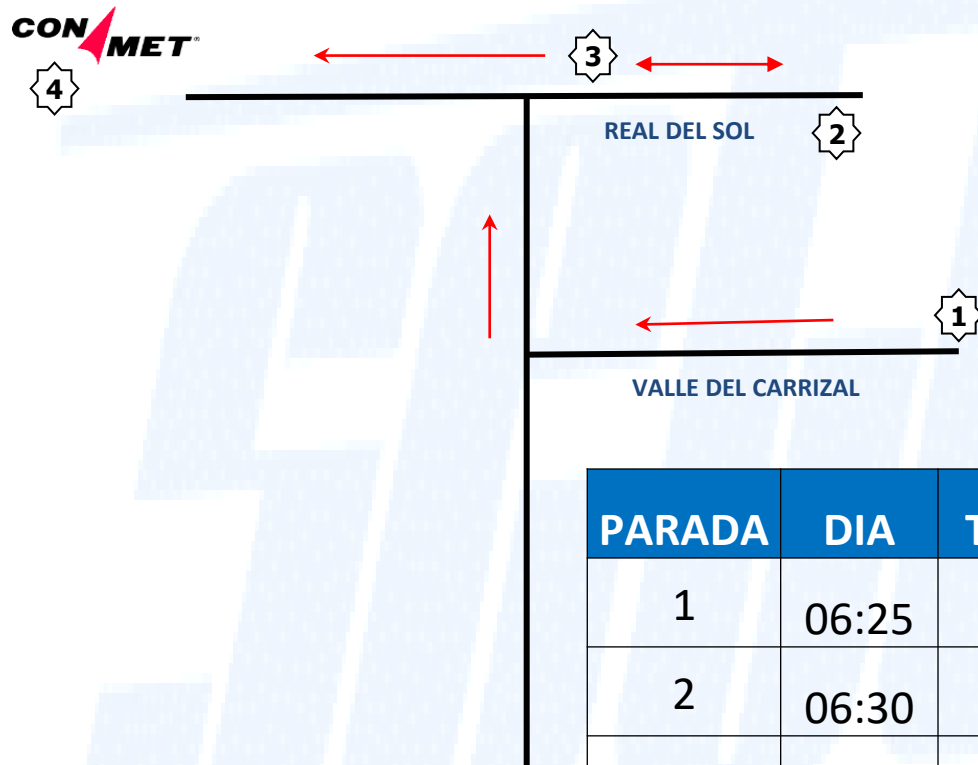 CON MET
4
3
REAL DEL SOL
2
1
VALLE DEL CARRIZAL
PARADA DIA T
1 06:25
2 06:30